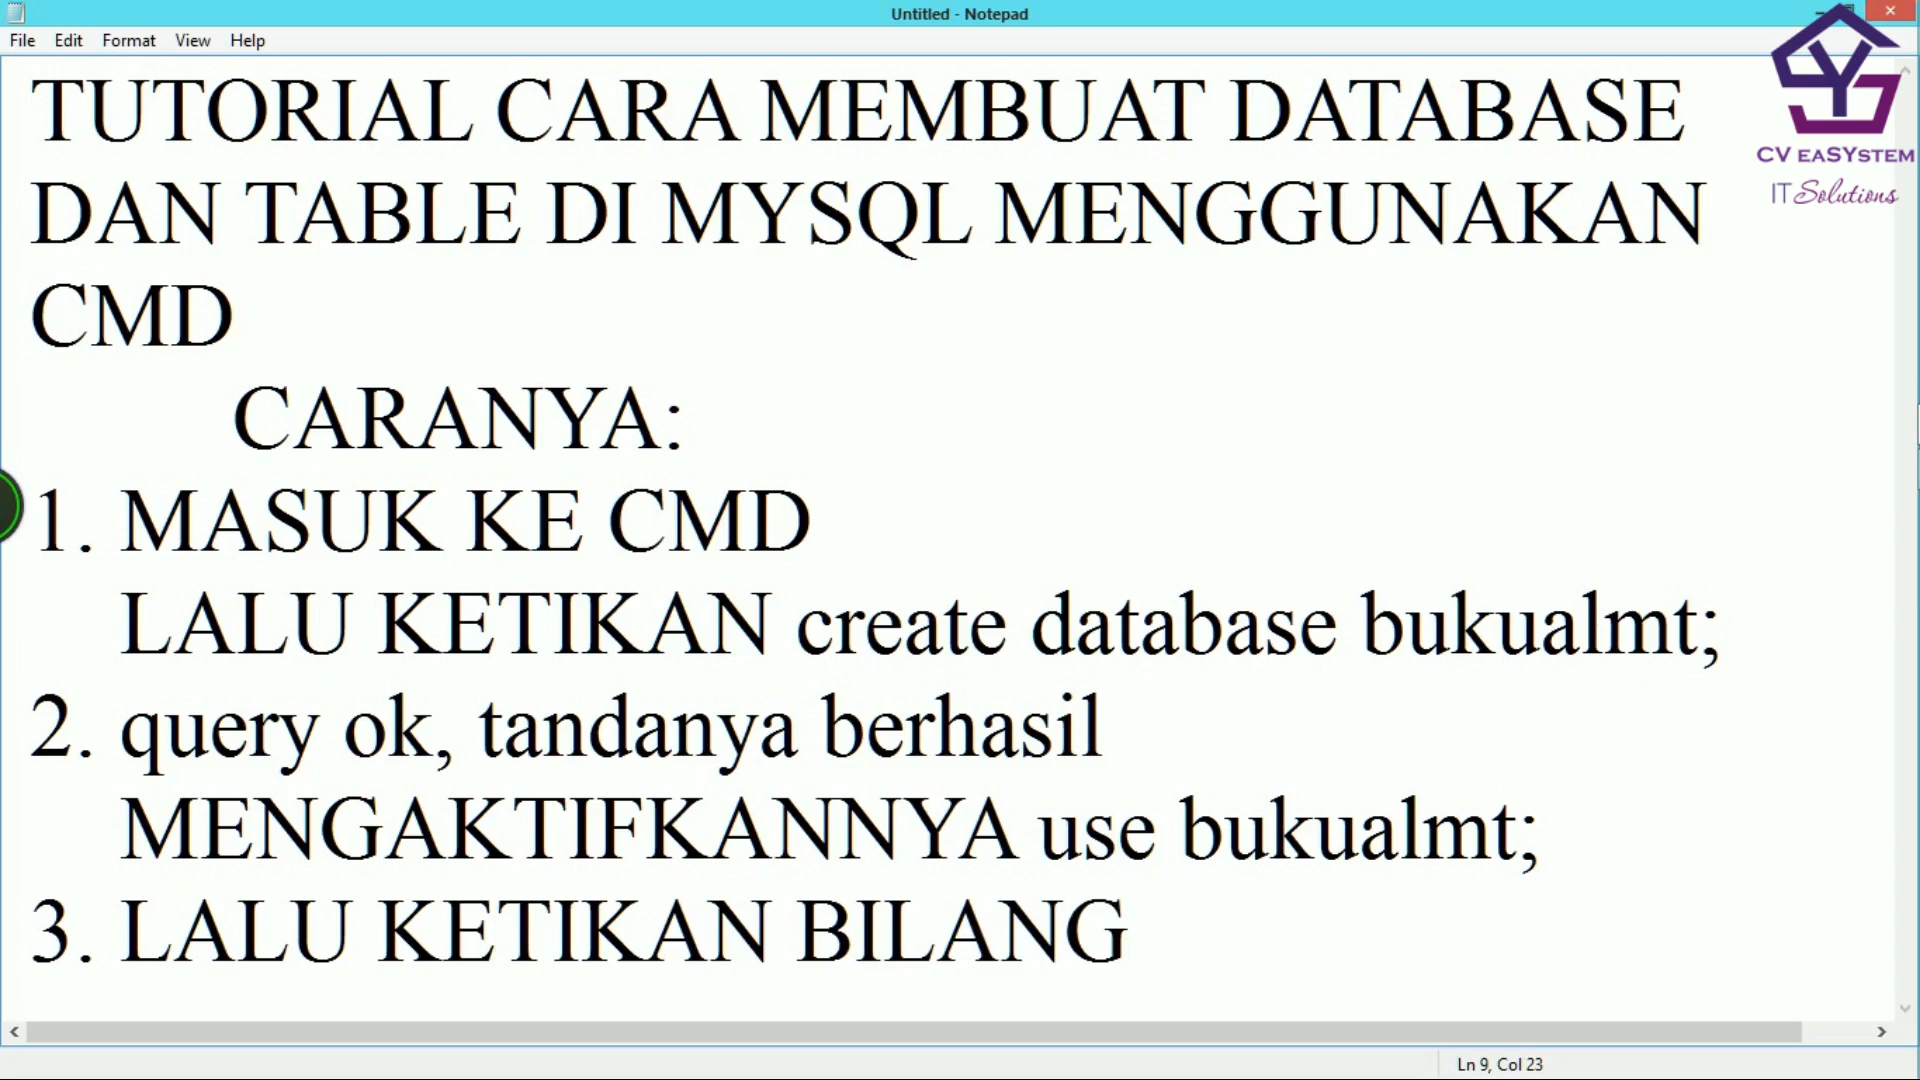 Untitled - Notepad
File Edit Format View Help
TUTORIAL CARA MEMBUAT DATABASE
DAN TABLE DI MYSQL MENGGUNAKAN
CMD
CARANYA:
1. MASUK KE CMD
LALU KETIKAN create database bukualmt;
2. query ok, tandanya berhasil
MENGAKTIFKANNYA use bukualmt;
3. LALU KETIKAN BILANG
CV EASYSTEM
IT Solutions
Ln 9, Col 23